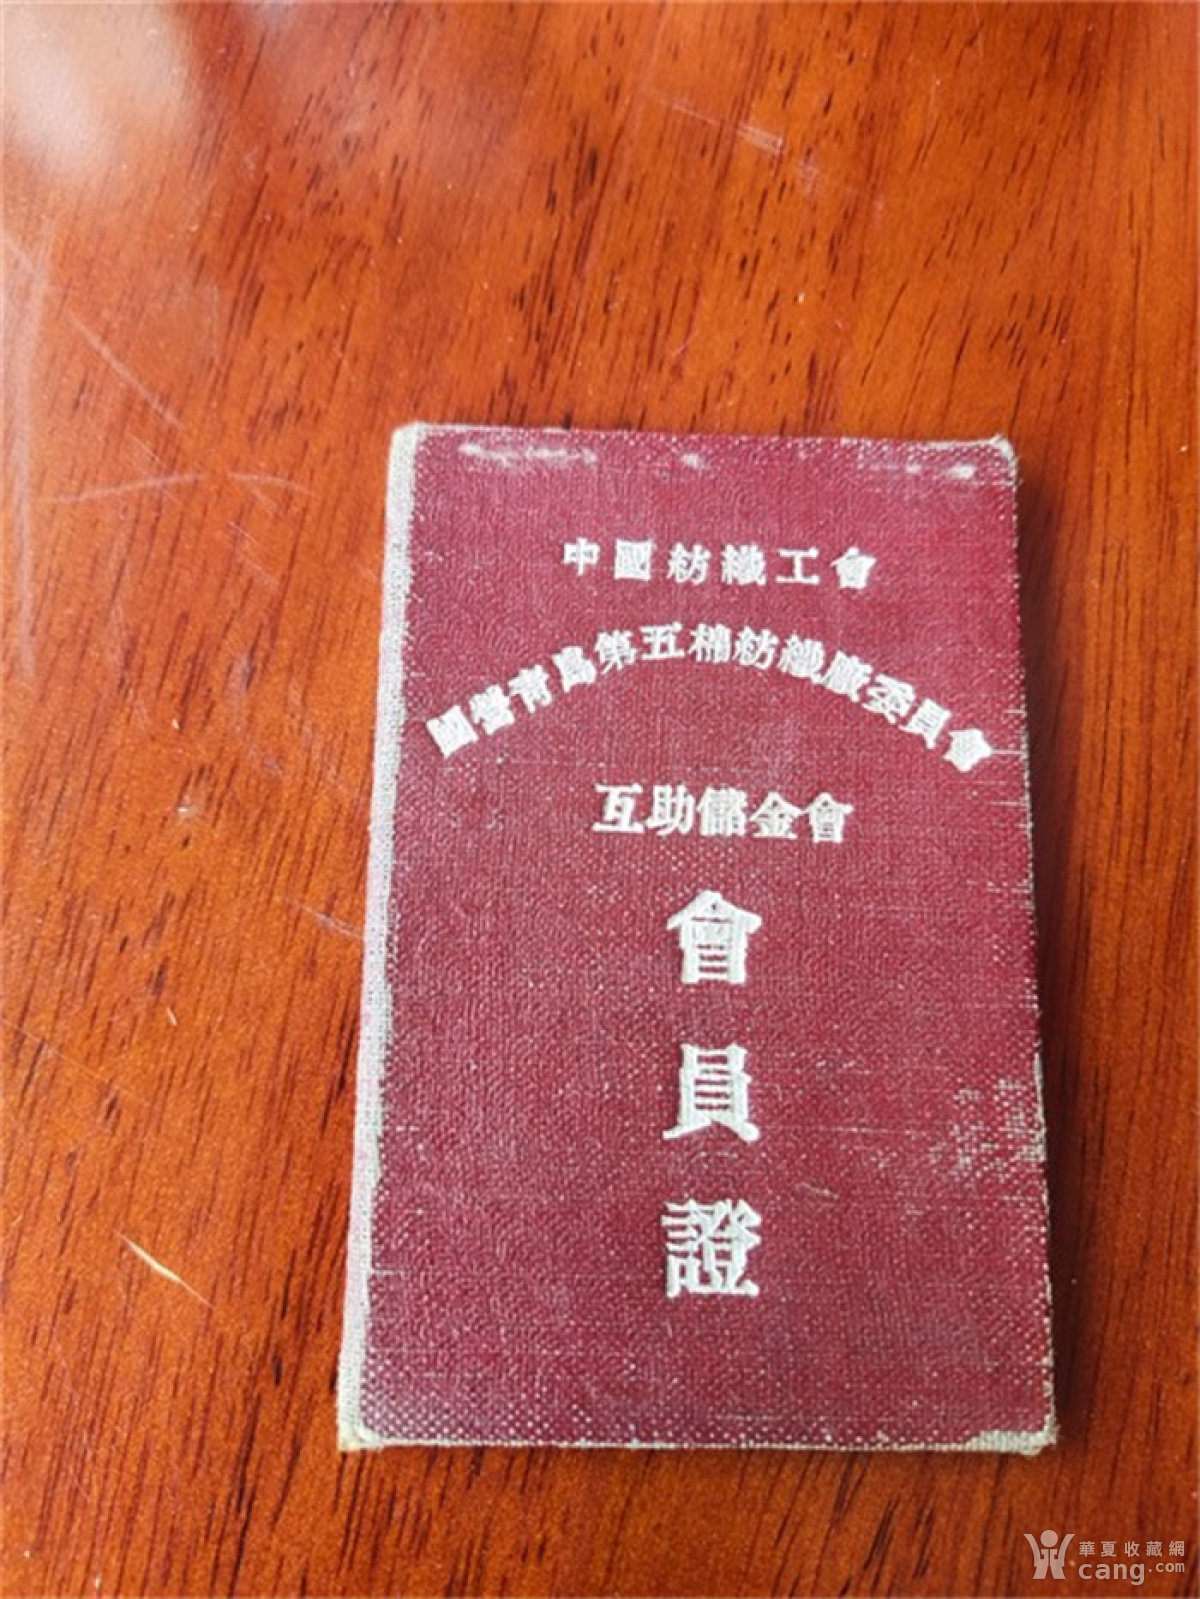 中國紡織工會
國營青島第五棉紡織廠委員會
互助儲金會
會
員
證
華夏收藏網
cang.com